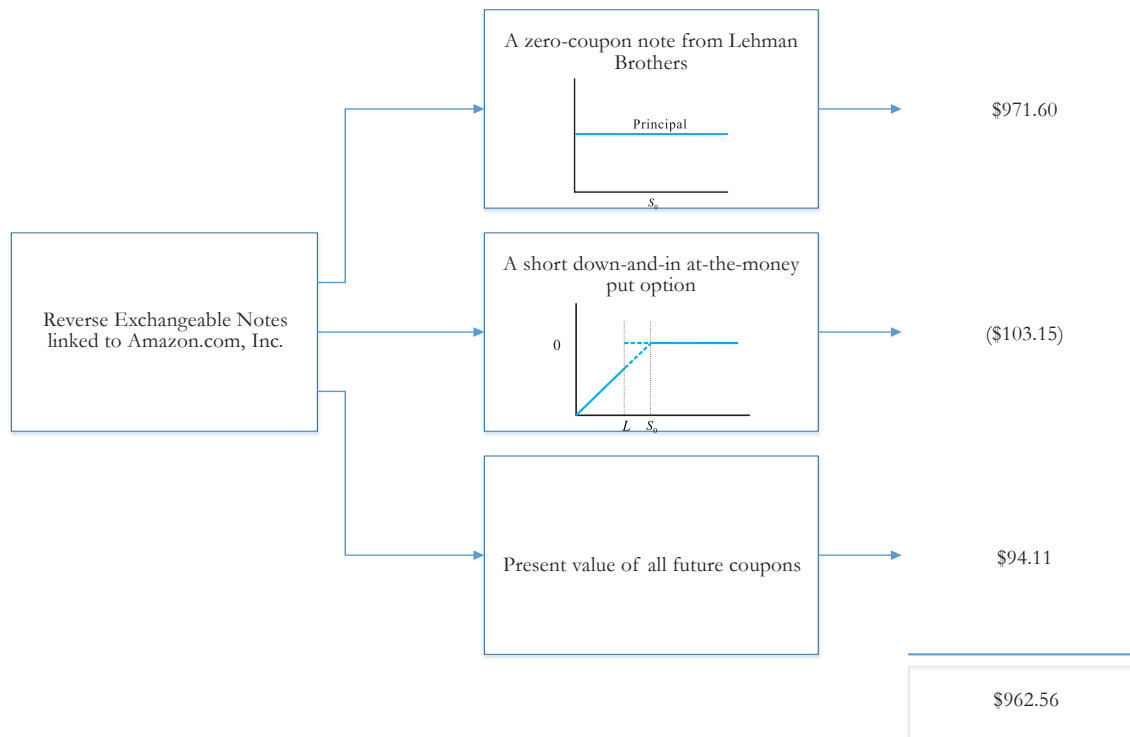 A zero-coupon note from Lehman
Brothers
Principal
S₀
$971.60
Reverse Exchangeable Notes
linked to Amazon.com, Inc.
A short down-and-in at-the-money
put option
0
L S₀
($103.15)
Present value of all future coupons
$94.11
$962.56